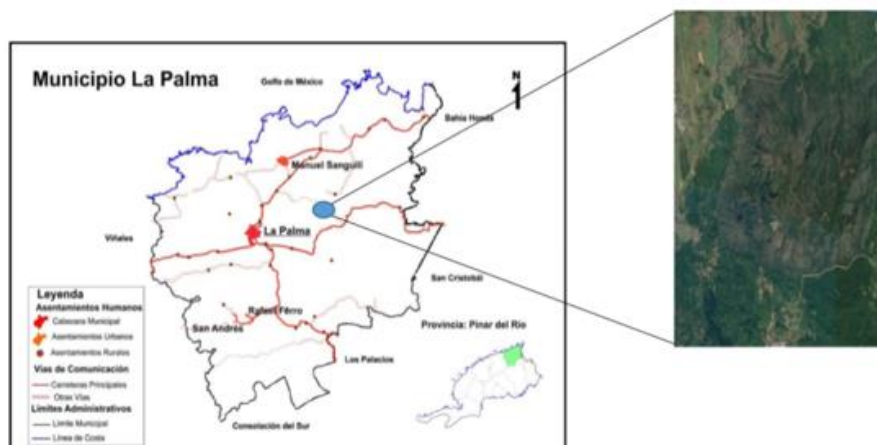 Municipio La Palma
Golfo de México
N
Bahía Honda
Manuel Sanguili
La Palma
Viñales
San Cristobál
Leyenda
Asentamientos Humanos
Cabecera Municipal
Asentamientos Urbanos
Asentamientos Rurales
Rafael Ferro
San Andrés
Provincia: Pinar del Río
Los Palacios
Vías de Comunicación
Carreteras Principales
Otras Vías
Límites Administrativos
Límite Municipal
Línea de Costa
Consolación del Sur